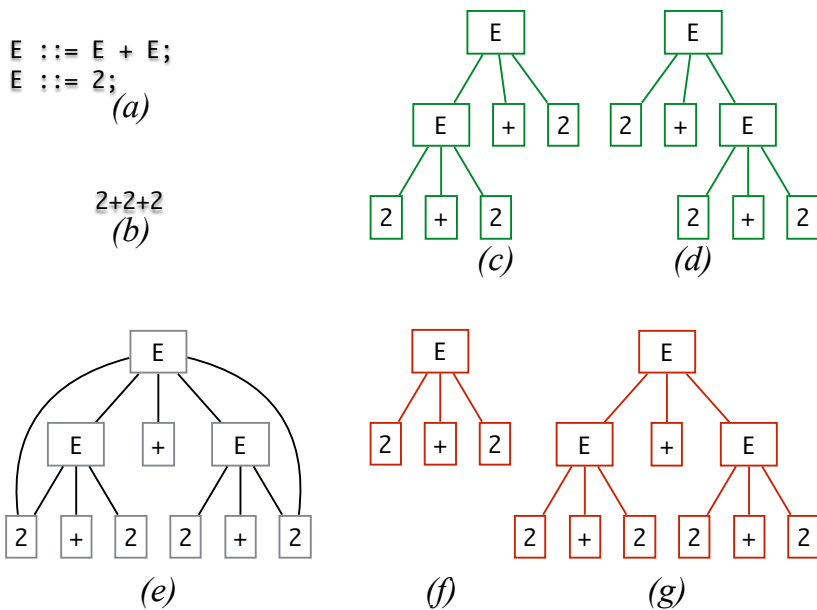 E ::= E + E;
E ::= 2;
(a)
2+2+2
(b)
E
E + 2
2 + 2
(c)
E
2 + E
2 + 2
(d)
E
E + E
2 + 2 2 + 2
(e)
E
2 + 2
(f)
E
E + E
2 + 2 2 + 2
(g)